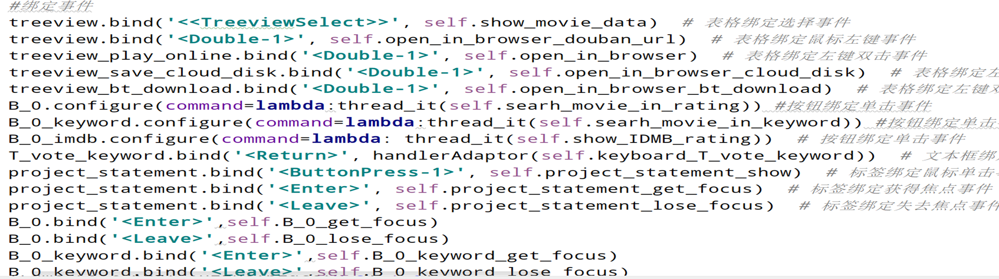 #绑定事件
treeview.bind('<<TreeviewSelect>>', self.show_movie_data)  # 表格绑定选择事件
treeview.bind('<Double-1>', self.open_in_browser_douban_url)  # 表格绑定鼠标左键事件
treeview_play_online.bind('<Double-1>', self.open_in_browser)  # 表格绑定左键双击事件
treeview_save_cloud_disk.bind('<Double-1>', self.open_in_browser_cloud_disk)  # 表格绑定左
treeview_bt_download.bind('<Double-1>', self.open_in_browser_bt_download)  # 表格绑定左键双
B_0.configure(command=lambda:thread_it(self.searh_movie_in_rating)) #按钮绑定单击事件
B_0_keyword.configure(command=lambda:thread_it(self.searh_movie_in_keyword)) #按钮绑定单击
B_0_imdb.configure(command=lambda: thread_it(self.show_IDMB_rating))  # 按钮绑定单击事件
T_vote_keyword.bind('<Return>', handlerAdaptor(self.keyboard_T_vote_keyword))  # 文本框绑
project_statement.bind('<ButtonPress-1>', self.project_statement_show)  # 标签绑定鼠标单击
project_statement.bind('<Enter>', self.project_statement_get_focus)  # 标签绑定获得焦点事件
project_statement.bind('<Leave>', self.project_statement_lose_focus)  # 标签绑定失去焦点事件
B_0.bind('<Enter>',self.B_0_get_focus)
B_0.bind('<Leave>',self.B_0_lose_focus)
B_0_keyword.bind('<Enter>',self.B_0_keyword_get_focus)
B_0_keyword.bind('<Leave>',self.B_0_keyword_lose_focus)